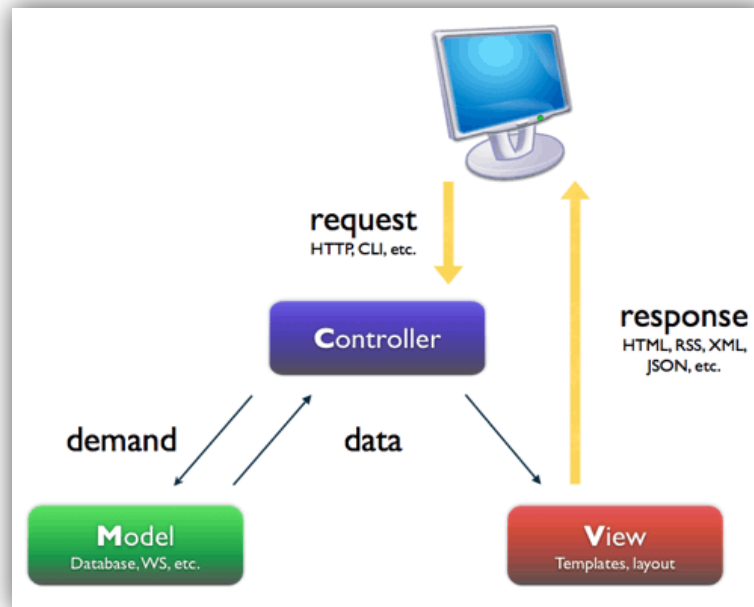 request
HTTP, CLI, etc.
Controller
response
HTML, RSS, XML,
JSON, etc.
demand
data
Model
Database, WS, etc.
View
Templates, layout